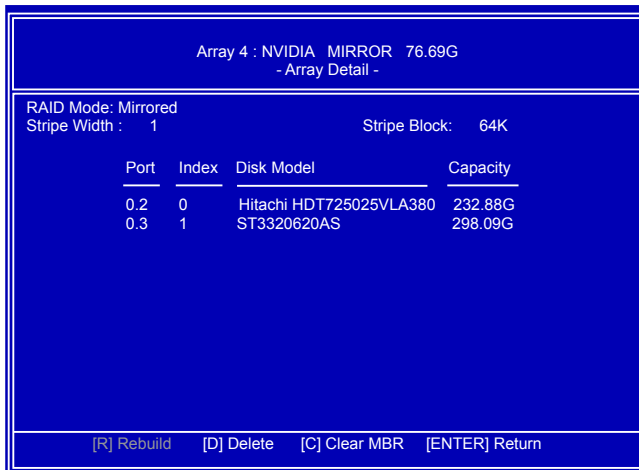 Array 4 : NVIDIA MIRROR 76.69G
- Array Detail -
RAID Mode: Mirrored
Stripe Width : 1 Stripe Block: 64K
Port Index Disk Model Capacity
0.2 0 Hitachi HDT725025VLA380 232.88G
0.3 1 ST3320620AS 298.09G
[R] Rebuild [D] Delete [C] Clear MBR [ENTER] Return